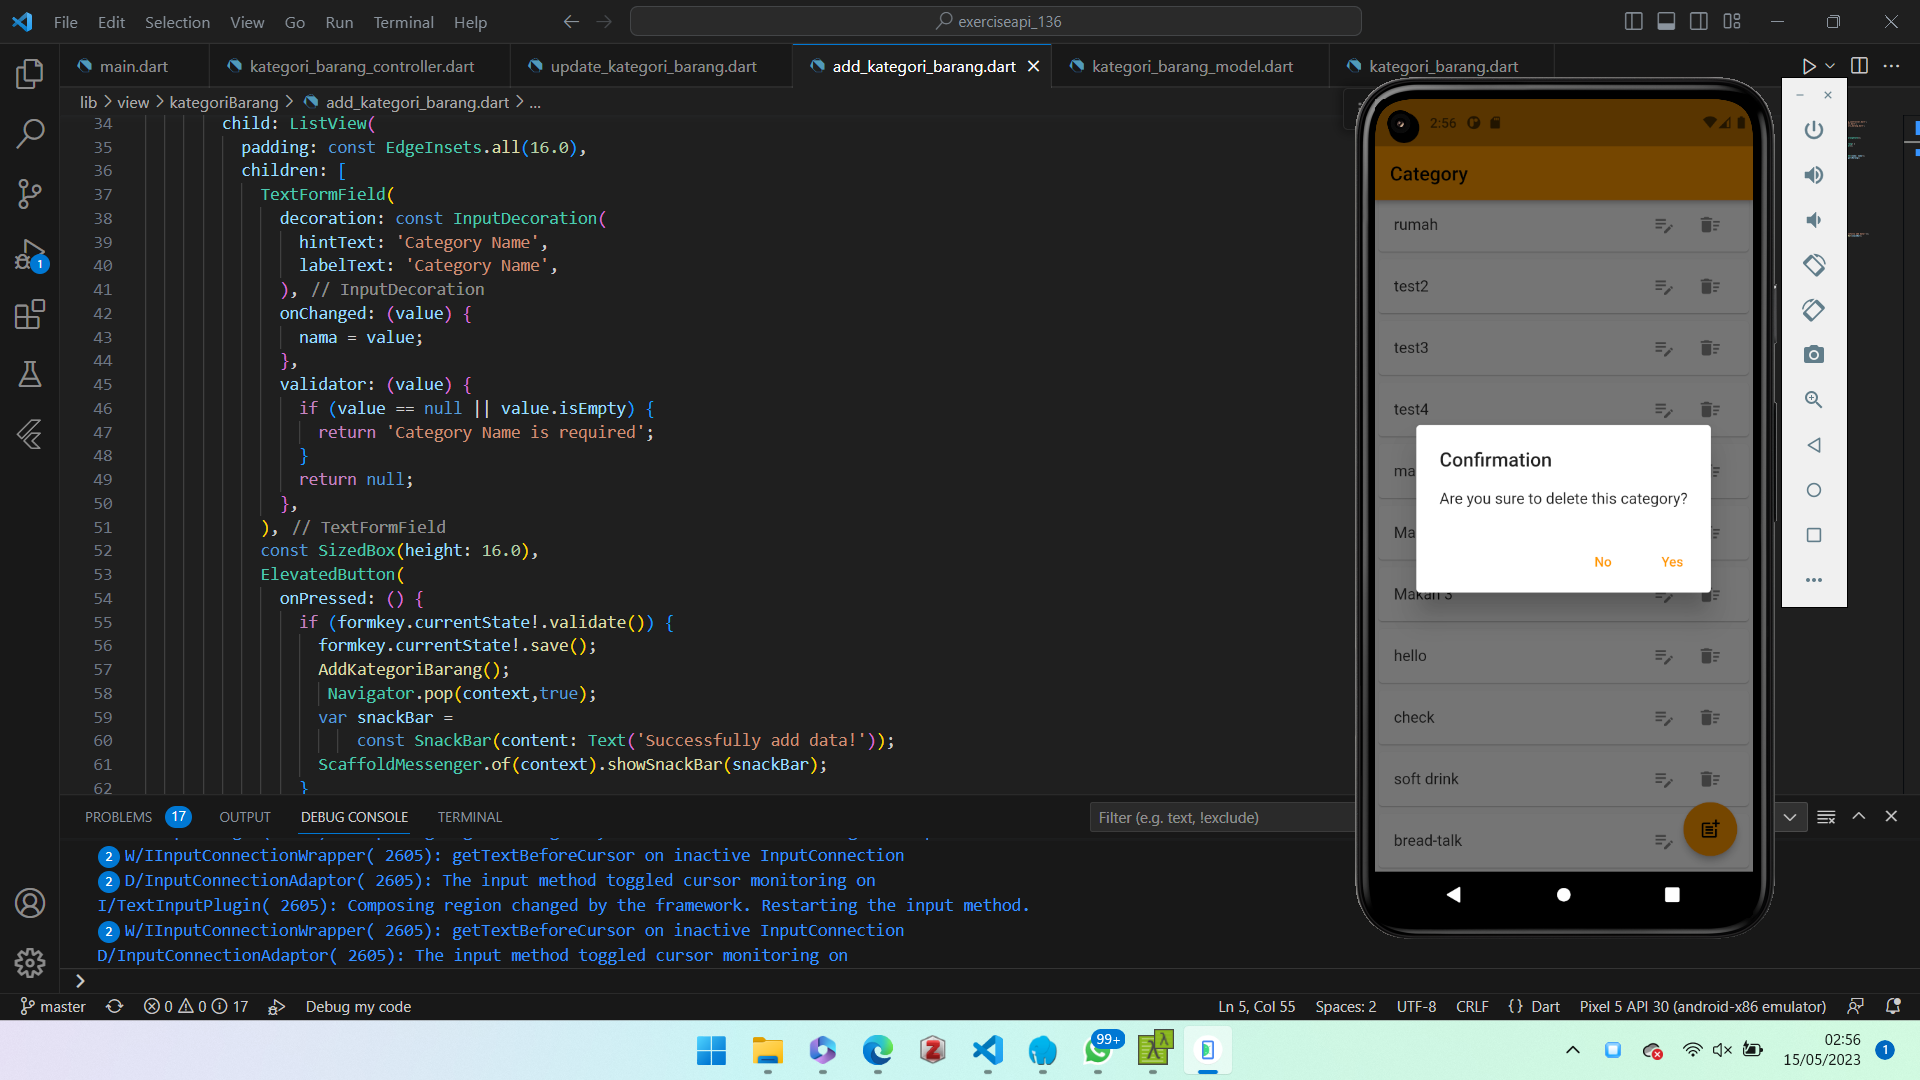 File Edit Selection View Go Run Terminal Help
exerciseapi_136
main.dart kategori_barang_controller.dart update_kategori_barang.dart add_kategori_barang.dart kategori_barang_model.dart kategori_barang.dart
lib > view > kategoriBarang > add_kategori_barang.dart > ...
34 child: ListView(
35 padding: const EdgeInsets.all(16.0),
36 children: [
37 TextFormField(
38 decoration: const InputDecoration(
39 hintText: 'Category Name',
40 labelText: 'Category Name',
41 ), // InputDecoration
42 onChanged: (value) {
43 nama = value;
44 },
45 validator: (value) {
46 if (value == null || value.isEmpty) {
47 return 'Category Name is required';
48 }
49 return null;
50 },
51 ), // TextFormField
52 const SizedBox(height: 16.0),
53 ElevatedButton(
54 onPressed: () {
55 if (formkey.currentState!.validate()) {
56 formkey.currentState!.save();
57 AddKategoriBarang();
58 Navigator.pop(context,true);
59 var snackBar =
60 const SnackBar(content: Text('Successfully add data!'));
61 ScaffoldMessenger.of(context).showSnackBar(snackBar);
62 }
PROBLEMS 17 OUTPUT DEBUG CONSOLE TERMINAL
Filter (e.g. text, !exclude)
2 W/IInputConnectionWrapper( 2605): getTextBeforeCursor on inactive InputConnection
2 D/InputConnectionAdaptor( 2605): The input method toggled cursor monitoring on
I/TextInputPlugin( 2605): Composing region changed by the framework. Restarting the input method.
2 W/IInputConnectionWrapper( 2605): getTextBeforeCursor on inactive InputConnection
D/InputConnectionAdaptor( 2605): The input method toggled cursor monitoring on
>
1
2:56
Category
rumah
test2
test3
test4
ma
Ma
Makan 3
hello
check
soft drink
bread-talk
Confirmation
Are you sure to delete this category?
No Yes
master 0 0 17 Debug my code
Ln 5, Col 55 Spaces: 2 UTF-8 CRLF {} Dart Pixel 5 API 30 (android-x86 emulator)
99+
02:56
15/05/2023
1